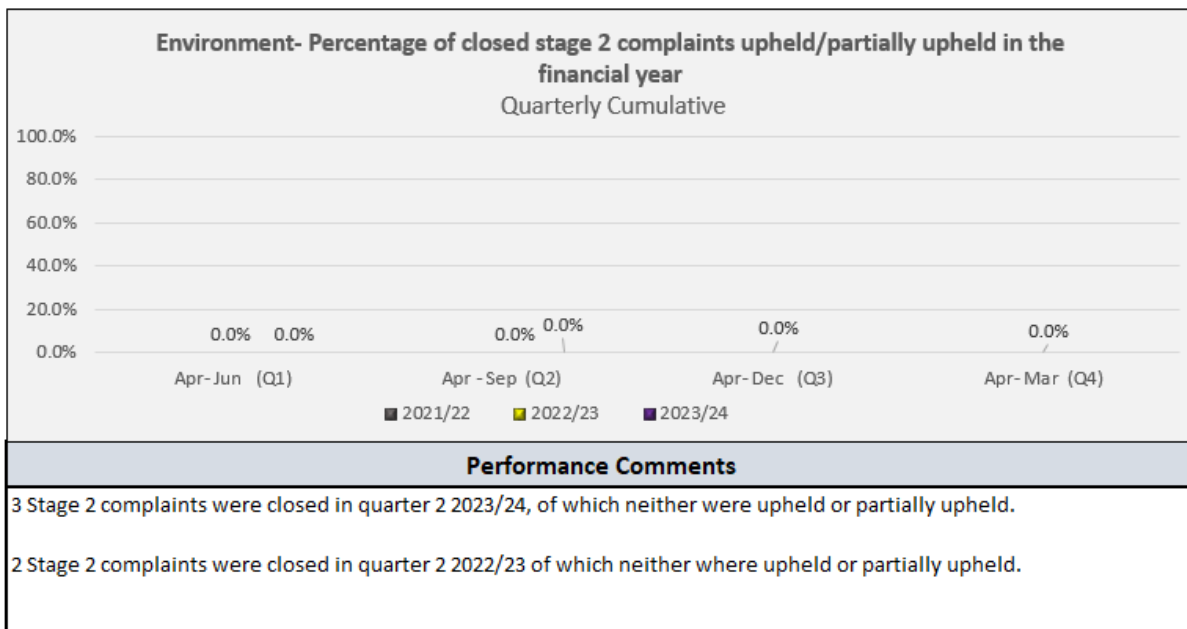 Environment- Percentage of closed stage 2 complaints upheld/partially upheld in the
financial year
Quarterly Cumulative
100.0%
80.0%
60.0%
40.0%
20.0%
0.0%
0.0% 0.0% 0.0% 0.0% 0.0% 0.0%
Apr-Jun (Q1) Apr -Sep (Q2) Apr-Dec (Q3) Apr-Mar (Q4)
2021/22 2022/23 2023/24
Performance Comments
3 Stage 2 complaints were closed in quarter 2 2023/24, of which neither were upheld or partially upheld.
2 Stage 2 complaints were closed in quarter 2 2022/23 of which neither where upheld or partially upheld.